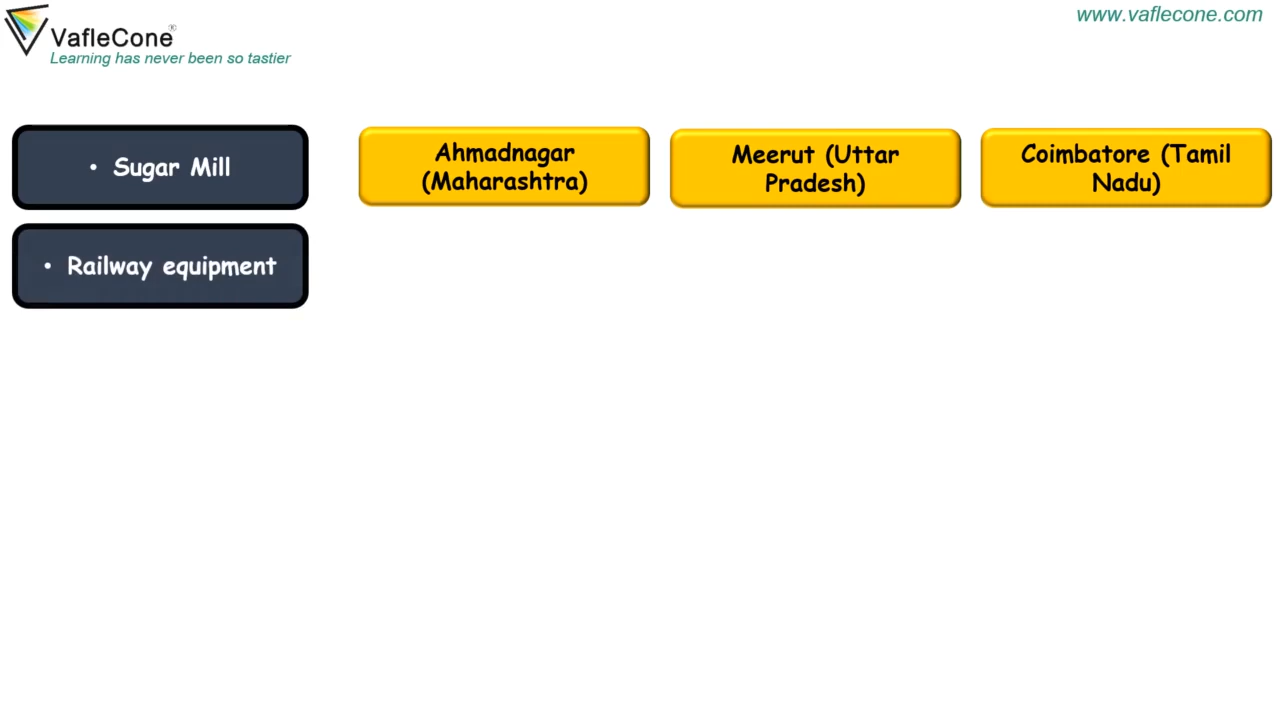 VafleCone®
Learning has never been so tastier
www.vaflecone.com
• Sugar Mill
Ahmadnagar
(Maharashtra)
Meerut (Uttar
Pradesh)
Coimbatore (Tamil
Nadu)
• Railway equipment